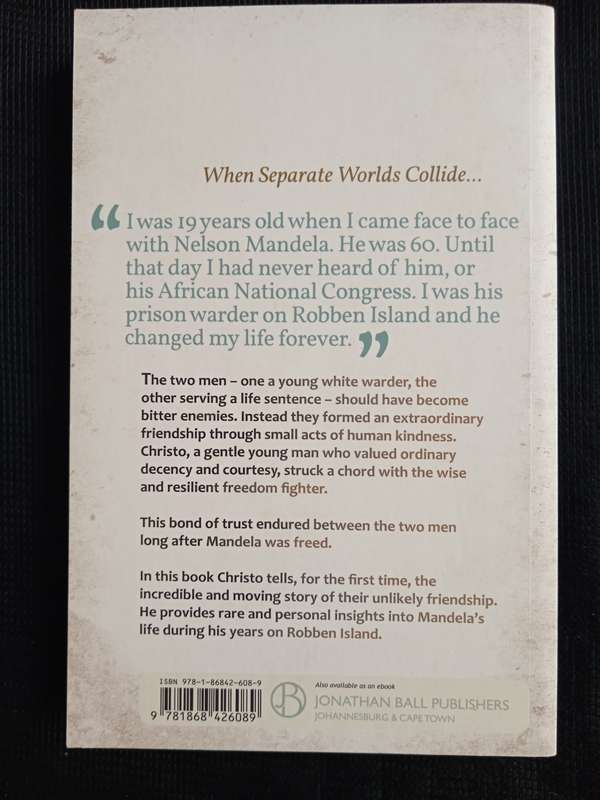 When Separate Worlds Collide...
“I was 19 years old when I came face to face
with Nelson Mandela. He was 60. Until
that day I had never heard of him, or
his African National Congress. I was his
prison warder on Robben Island and he
changed my life forever.”
The two men – one a young white warder, the
other serving a life sentence – should have become
bitter enemies. Instead they formed an extraordinary
friendship through small acts of human kindness.
Christo, a gentle young man who valued ordinary
decency and courtesy, struck a chord with the wise
and resilient freedom fighter.
This bond of trust endured between the two men
long after Mandela was freed.
In this book Christo tells, for the first time, the
incredible and moving story of their unlikely friendship.
He provides rare and personal insights into Mandela’s
life during his years on Robben Island.
ISBN 978-1-86842-608-9
9 781868 426089
Also available as an ebook
JB
JONATHAN BALL PUBLISHERS
JOHANNESBURG & CAPE TOWN